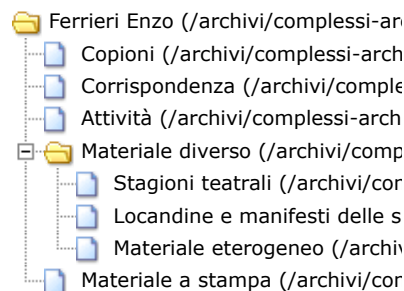 Ferrieri Enzo (/archivi/complessi-ar
Copioni (/archivi/complessi-arch
Corrispondenza (/archivi/comple
Attività (/archivi/complessi-arch
Materiale diverso (/archivi/comp
Stagioni teatrali (/archivi/con
Locandine e manifesti delle s
Materiale eterogeneo (/archiv
Materiale a stampa (/archivi/con